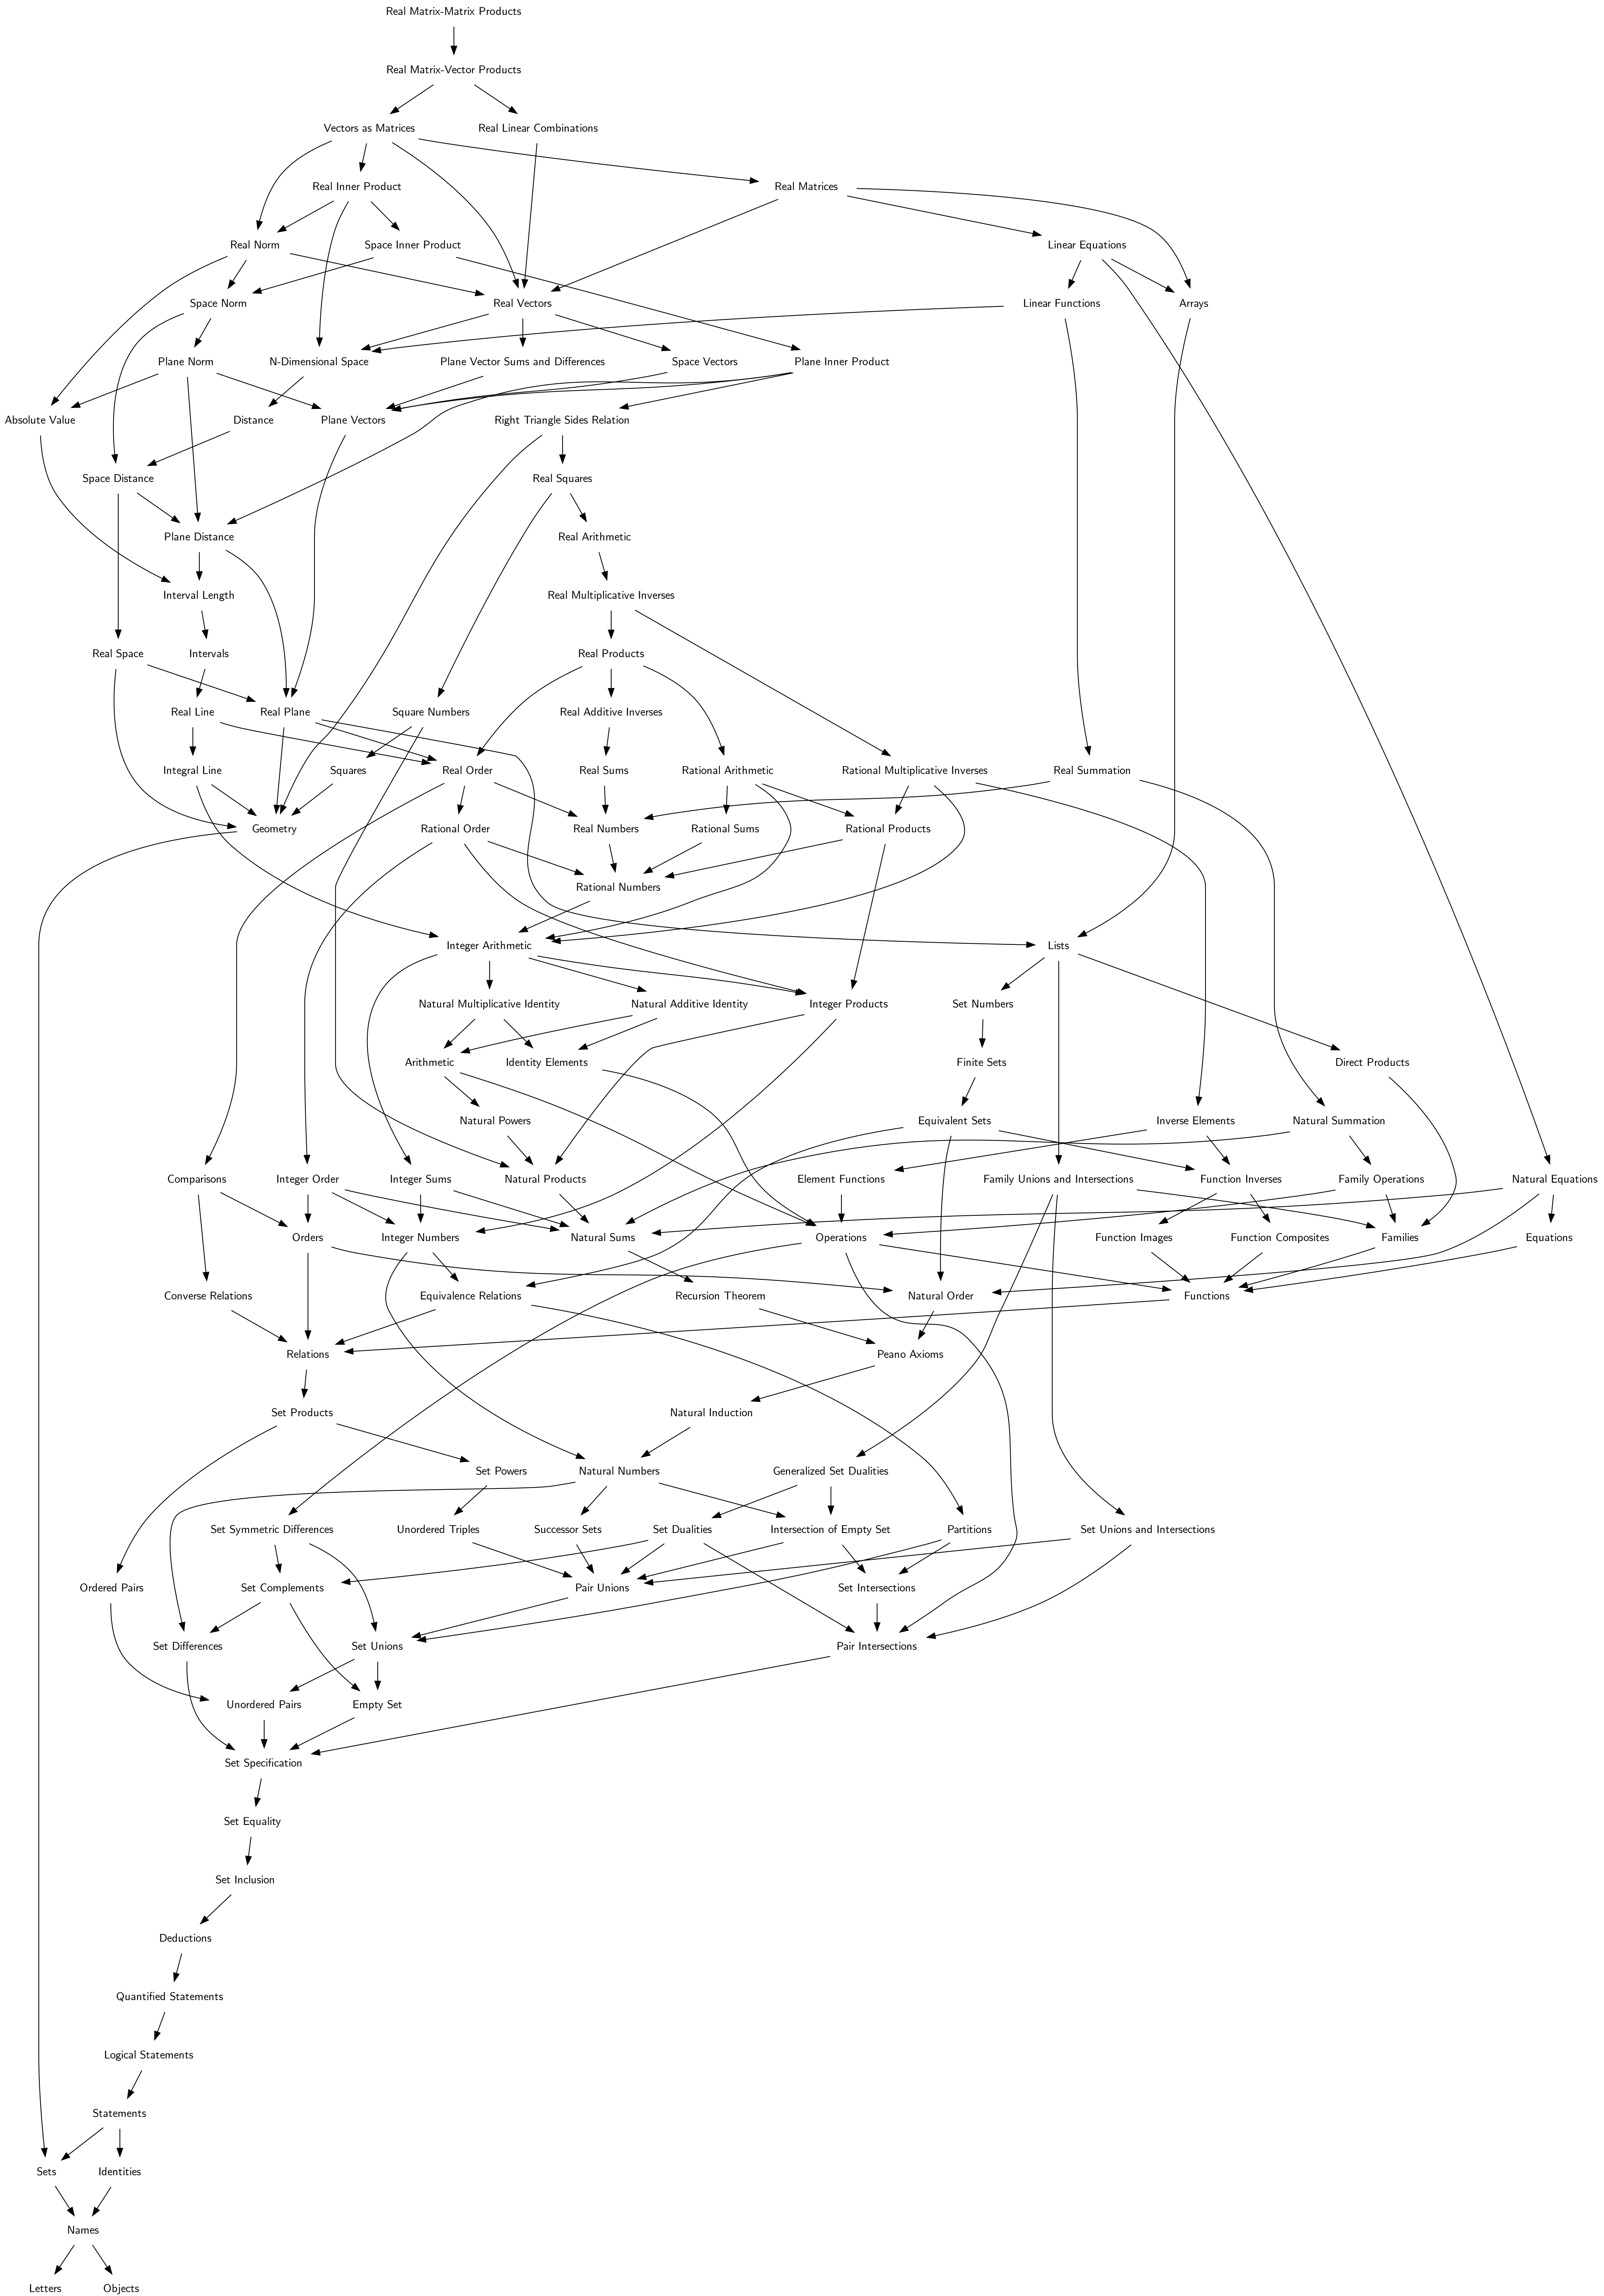 Real Matrix-Matrix Products
Real Matrix-Vector Products
Vectors as Matrices
Real Linear Combinations
Real Inner Product
Real Matrices
Real Norm
Space Inner Product
Linear Equations
Space Norm
Real Vectors
Linear Functions
Arrays
Plane Norm
N-Dimensional Space
Plane Vector Sums and Differences
Space Vectors
Plane Inner Product
Absolute Value
Distance
Plane Vectors
Right Triangle Sides Relation
Space Distance
Real Squares
Plane Distance
Real Arithmetic
Interval Length
Real Multiplicative Inverses
Real Space
Intervals
Real Products
Real Line
Real Plane
Square Numbers
Real Additive Inverses
Integral Line
Squares
Real Order
Real Sums
Rational Arithmetic
Rational Multiplicative Inverses
Real Summation
Geometry
Rational Order
Real Numbers
Rational Sums
Rational Products
Rational Numbers
Integer Arithmetic
Lists
Natural Multiplicative Identity
Natural Additive Identity
Integer Products
Set Numbers
Arithmetic
Identity Elements
Finite Sets
Direct Products
Natural Powers
Equivalent Sets
Inverse Elements
Natural Summation
Comparisons
Integer Order
Integer Sums
Natural Products
Element Functions
Family Unions and Intersections
Function Inverses
Family Operations
Natural Equations
Orders
Integer Numbers
Natural Sums
Operations
Function Images
Function Composites
Families
Equations
Converse Relations
Equivalence Relations
Recursion Theorem
Natural Order
Functions
Relations
Peano Axioms
Set Products
Natural Induction
Set Powers
Natural Numbers
Generalized Set Dualities
Set Symmetric Differences
Unordered Triples
Successor Sets
Set Dualities
Intersection of Empty Set
Partitions
Set Unions and Intersections
Ordered Pairs
Set Complements
Pair Unions
Set Intersections
Set Differences
Set Unions
Pair Intersections
Unordered Pairs
Empty Set
Set Specification
Set Equality
Set Inclusion
Deductions
Quantified Statements
Logical Statements
Statements
Sets
Identities
Names
Letters
Objects